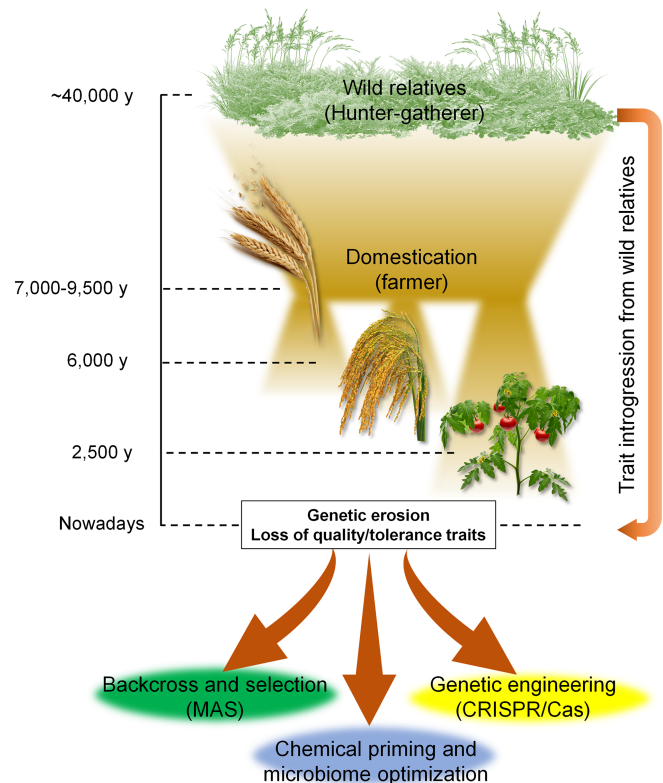 ~40,000 y
Wild relatives
(Hunter-gatherer)
Domestication
(farmer)
7,000-9,500 y
6,000 y
2,500 y
Nowadays
Trait introgression from wild relatives
Genetic erosion
Loss of quality/tolerance traits
Backcross and selection
(MAS)
Genetic engineering
(CRISPR/Cas)
Chemical priming and
microbiome optimization